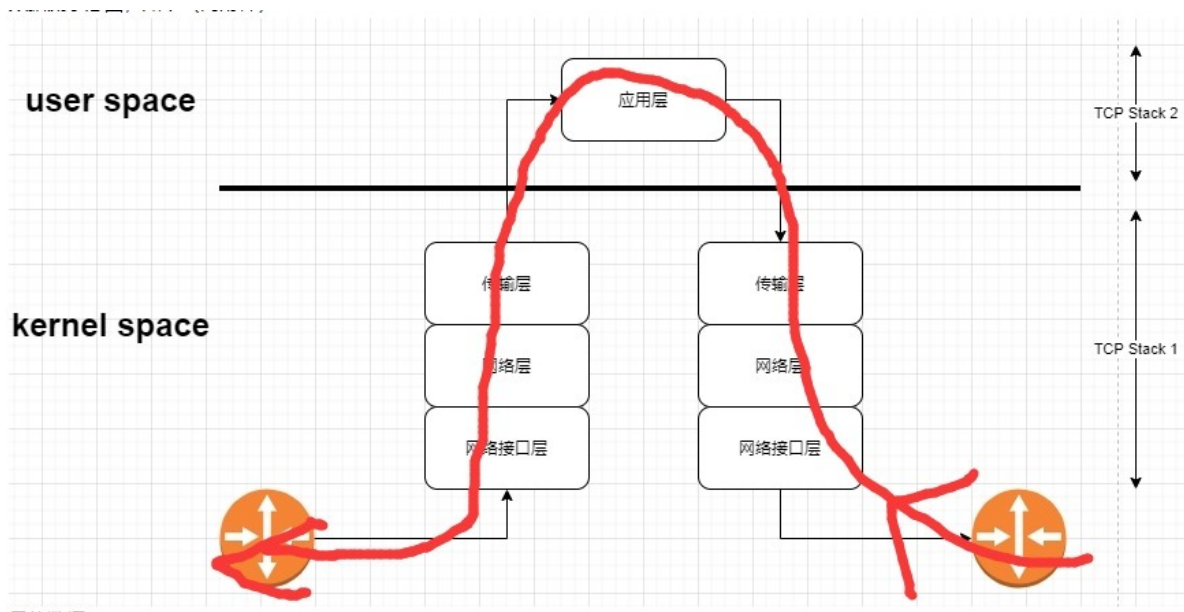 user space
应用层
TCP Stack 2
传输层
传输层
kernel space
网络层
网络层
TCP Stack 1
网络接口层
网络接口层